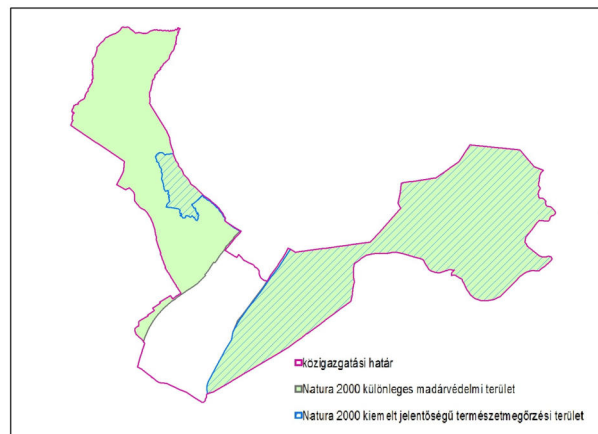 közigazgatási határ
Natura 2000 különleges madárvédelmi terület
Natura 2000 kiemelt jelentőségű természetmegőrzési terület